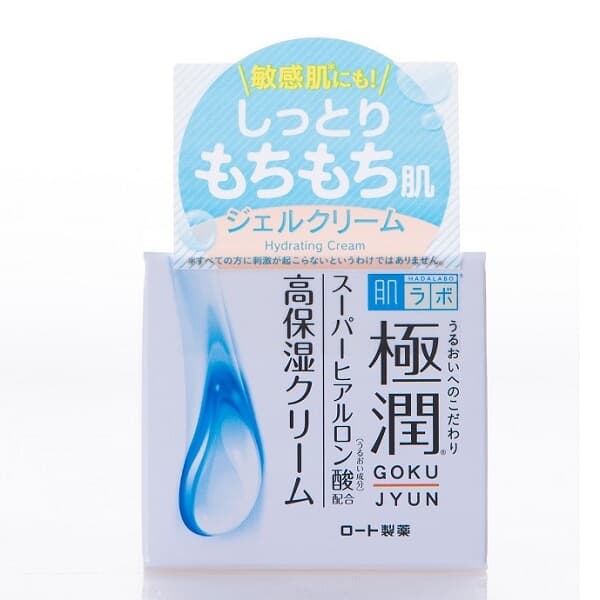 敏感肌*にも!
しっとり
もちもち肌
ジェルクリーム
Hydrating Cream
※すべての方に刺激が起こらないというわけではありません。
HADALABO
肌ラボ®
うるおいへのこだわり
極潤®
GOKU
JYUN
スーパーヒアルロン酸(うるおい成分)配合
高保湿クリーム
ロート製薬